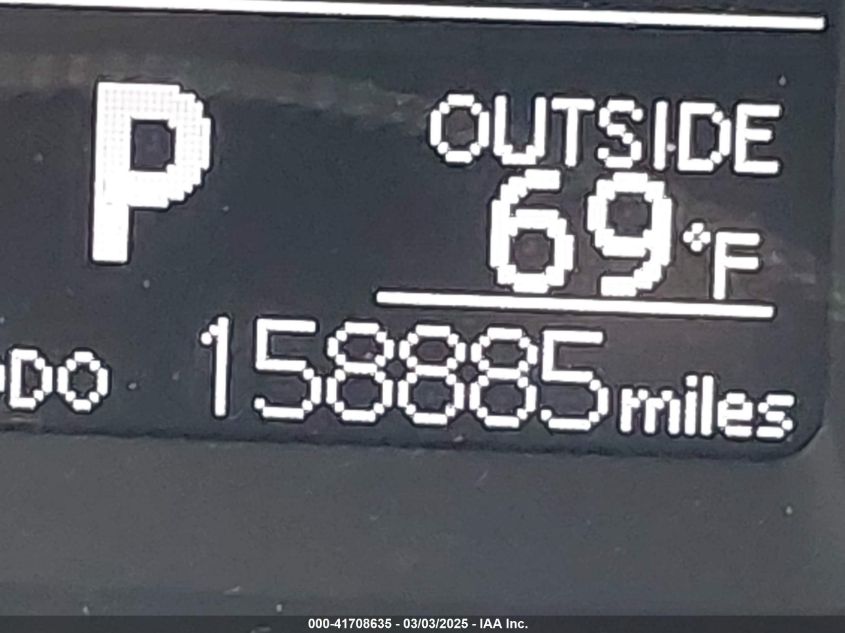 P
OUTSIDE
69°F
ODO 158885 miles
000-41708635 - 03/03/2025 - IAA Inc.